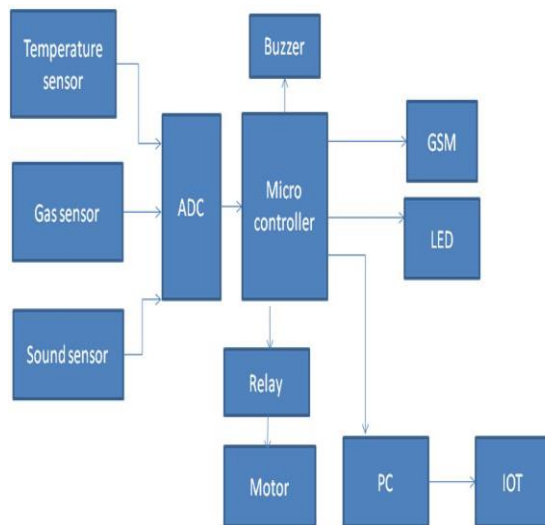 Temperature
sensor
Buzzer
GSM
Gas sensor
ADC
Micro
controller
LED
Sound sensor
Relay
Motor
PC
IOT